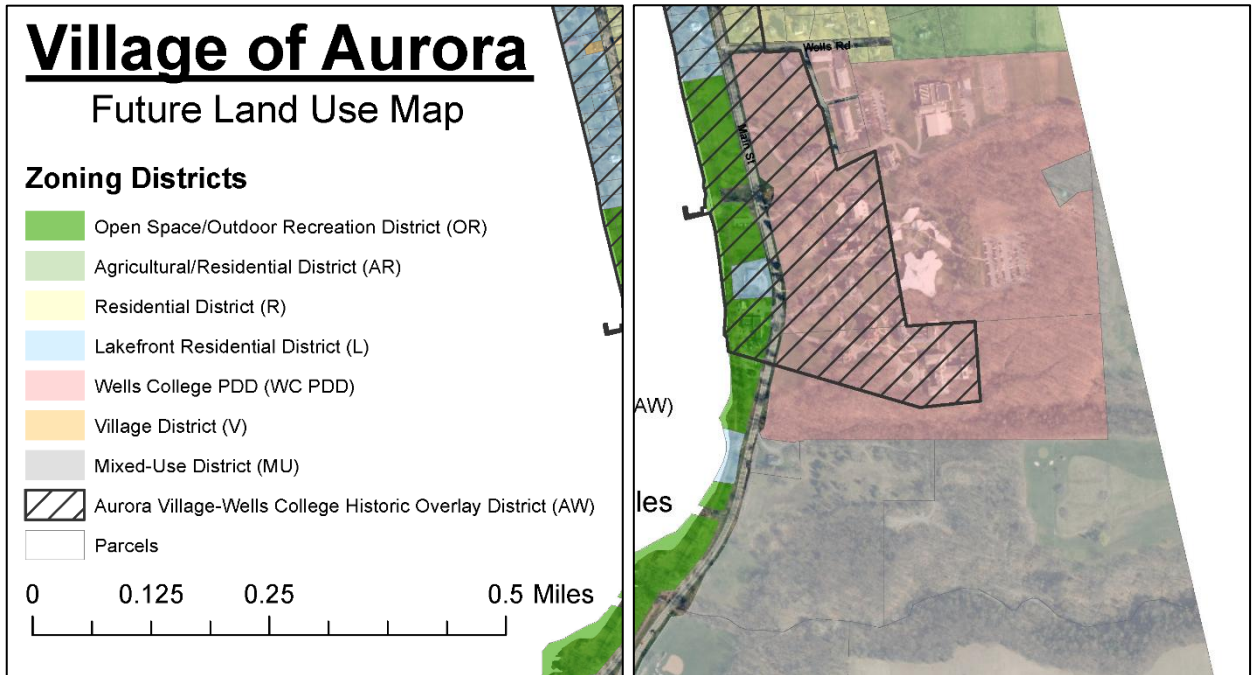 Village of Aurora
Future Land Use Map
Zoning Districts
Open Space/Outdoor Recreation District (OR)
Agricultural/Residential District (AR)
Residential District (R)
Lakefront Residential District (L)
Wells College PDD (WC PDD)
Village District (V)
Mixed-Use District (MU)
Aurora Village-Wells College Historic Overlay District (AW)
Parcels
0 0.125 0.25 0.5 Miles
Wells Rd
Main St
AW)
les